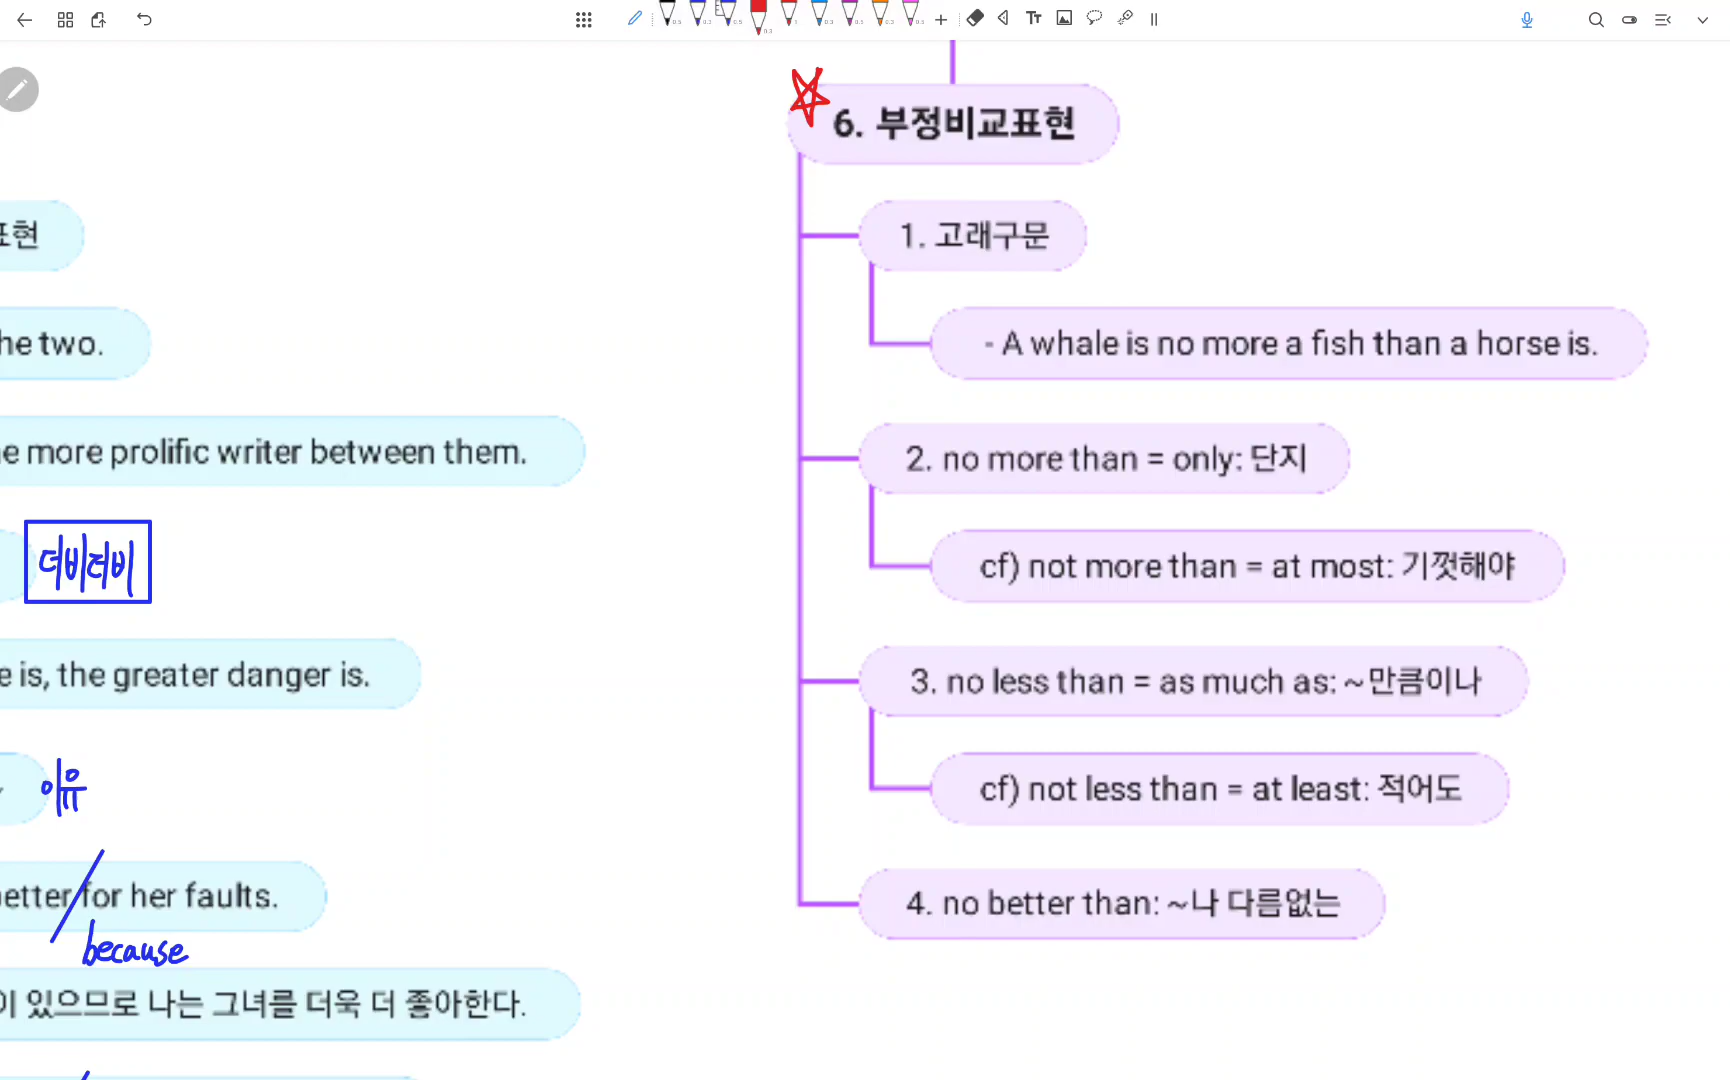 표현
he two.
e more prolific writer between them.
더비더비
e is, the greater danger is.
이유
etter for her faults.
because
이 있으므로 나는 그녀를 더욱 더 좋아한다.
6. 부정비교표현
1. 고래구문
- A whale is no more a fish than a horse is.
2. no more than = only: 단지
cf) not more than = at most: 기껏해야
3. no less than = as much as: ~만큼이나
cf) not less than = at least: 적어도
4. no better than: ~나 다름없는